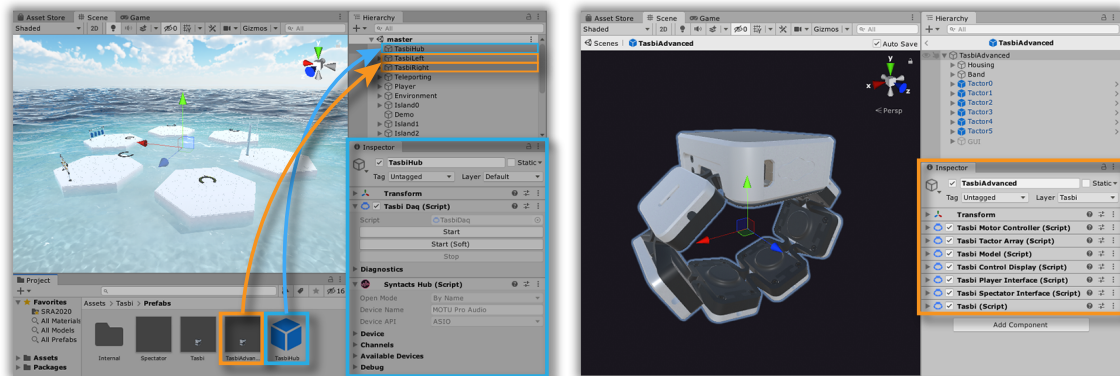 Asset Store
Scene
Game
Shaded
2D
0
Gizmos
All
Hierarchy
All
master
TasbiHub
TasbiLeft
TasbiRight
Teleporting
Player
Environment
Island0
Demo
Island1
Island2
Inspector
TasbiHub
Static
Tag Untagged
Layer Default
Transform
Tasbi Daq (Script)
Script
TasbiDaq
Start
Start (Soft)
Stop
Diagnostics
Syntacts Hub (Script)
Open Mode
By Name
Device Name
MOTU Pro Audio
Device API
ASIO
Device
Channels
Available Devices
Debug
Project
16
Favorites
SRA2020
All Materials
All Models
All Prefabs
Assets
Packages
Assets > Tasbi > Prefabs
Internal
Spectator
Tasbi
TasbiAdvan...
TasbiHub
Asset Store
Scene
Game
Shaded
2D
0
Gizmos
All
Scenes
TasbiAdvanced
Auto Save
y
x
z
Persp
Hierarchy
All
TasbiAdvanced
TasbiAdvanced
Housing
Band
Tactor0
Tactor1
Tactor2
Tactor3
Tactor4
Tactor5
GUI
Inspector
TasbiAdvanced
Static
Tag Untagged
Layer Tasbi
Transform
Tasbi Motor Controller (Script)
Tasbi Tactor Array (Script)
Tasbi Model (Script)
Tasbi Control Display (Script)
Tasbi Player Interface (Script)
Tasbi Spectator Interface (Script)
Tasbi (Script)
Add Component